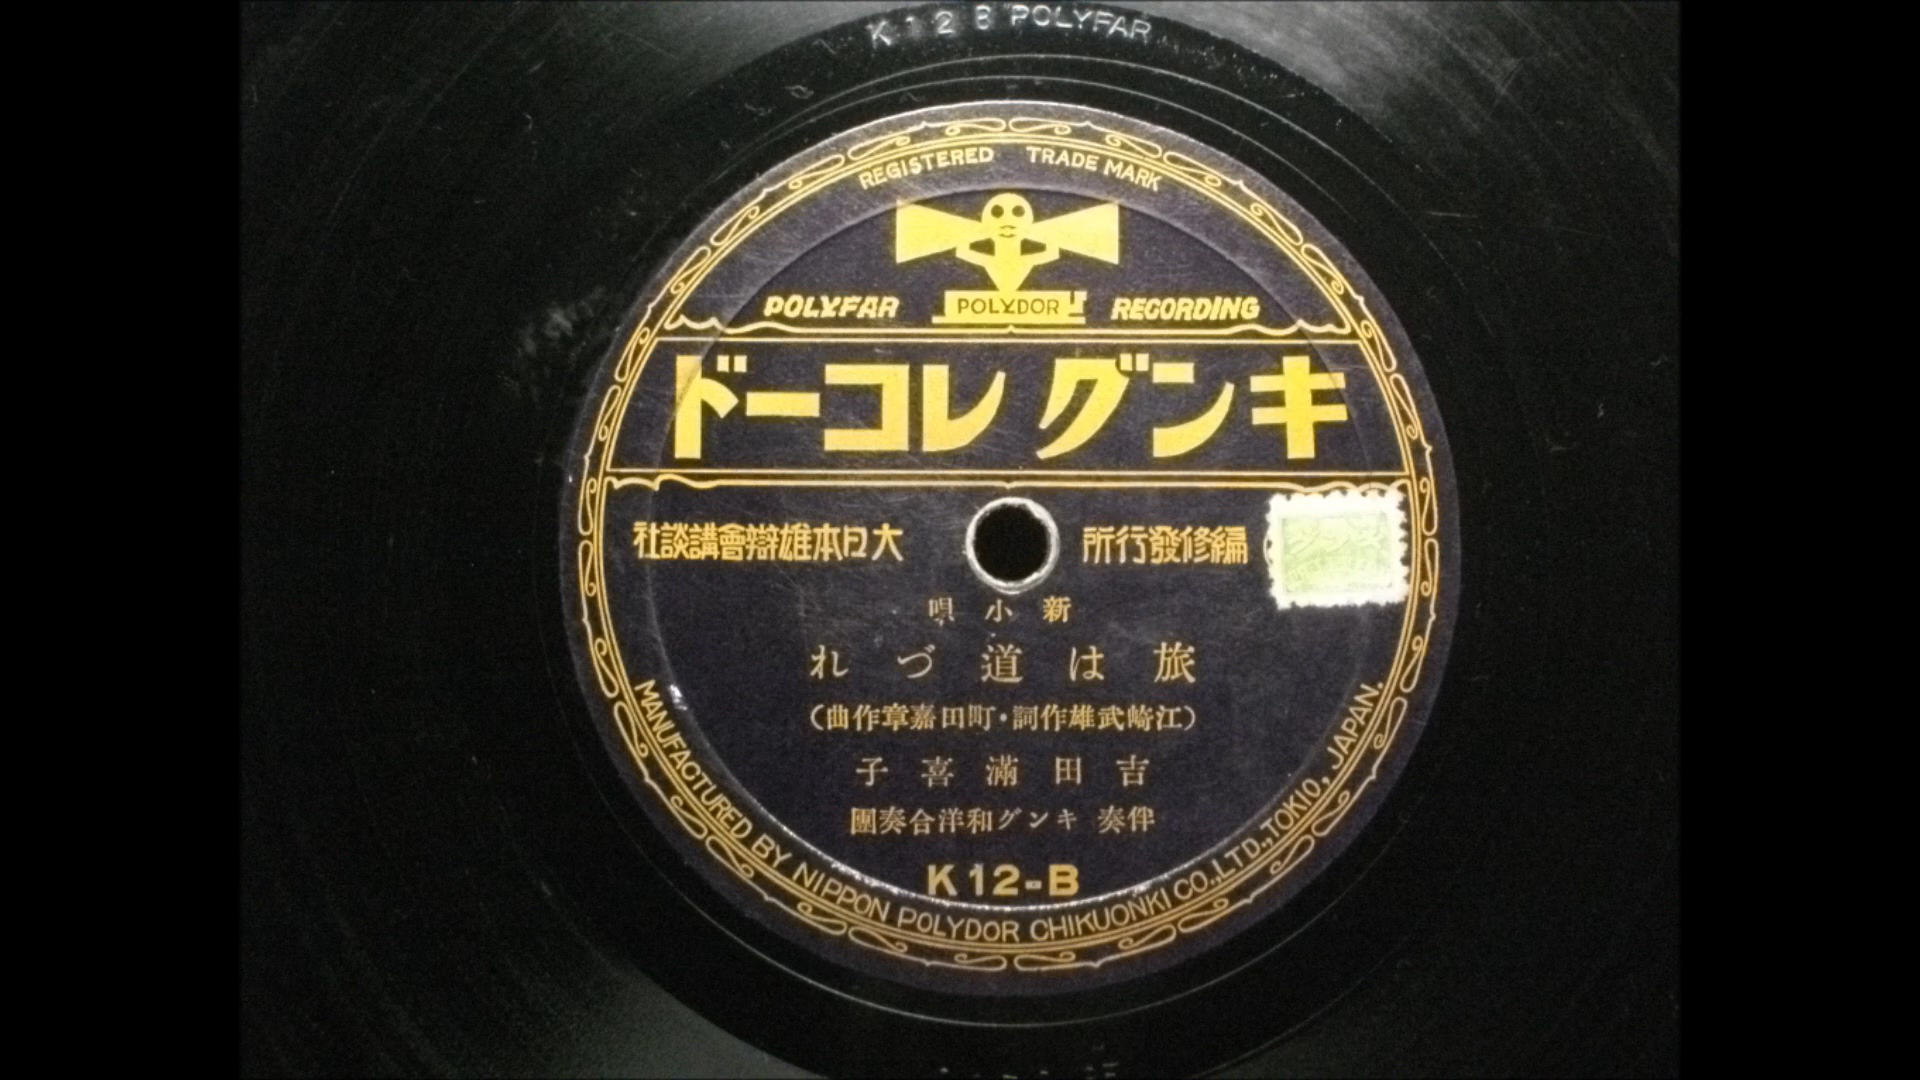 K 12 B POLYFAR
REGISTERED TRADE MARK
POLYFAR POLYDOR RECORDING
キング レコード
編修發行所 大日本雄辯會講談社
新小唄
旅は道づれ
(江崎武雄作詞・町田嘉章作曲)
吉田滿喜子
伴奏 キング和洋合奏團
K12-B
MANUFACTURED BY NIPPON POLYDOR CHIKUONKI CO., LTD., TOKIO, JAPAN.